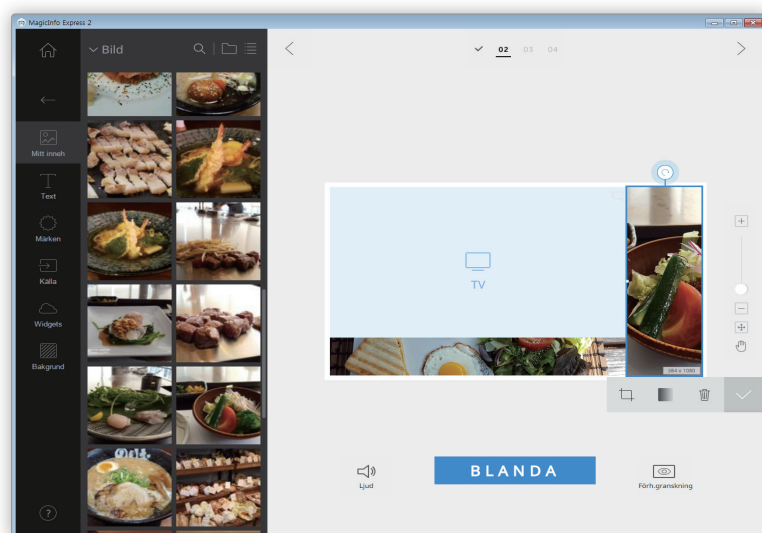 MagicInfo Express 2
Bild
02 03 04
Mitt inneh
Text
Märken
Källa
Widgets
Bakgrund
?
TV
384 x 1080
Ljud
BLANDA
Förh.granskning